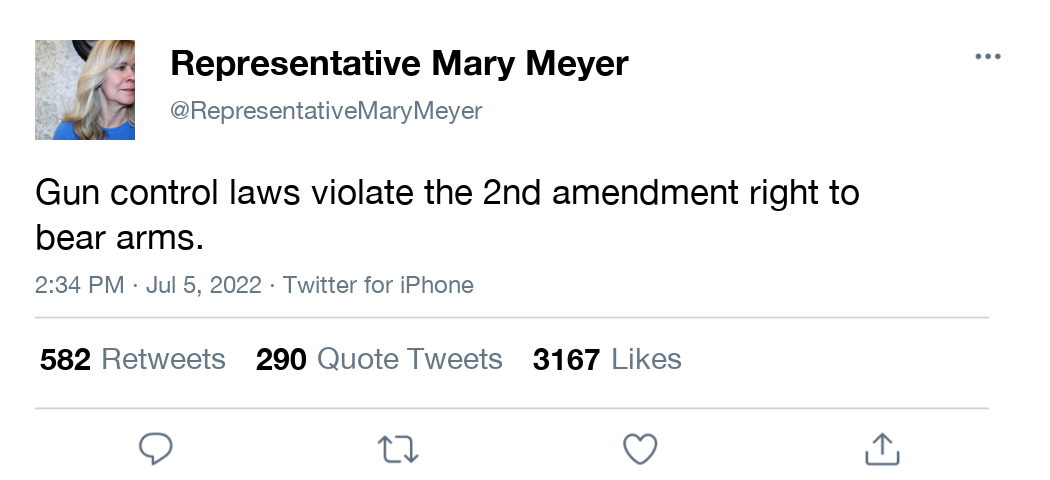 Representative Mary Meyer
@RepresentativeMaryMeyer
Gun control laws violate the 2nd amendment right to
bear arms.
2:34 PM · Jul 5, 2022 · Twitter for iPhone
582 Retweets 290 Quote Tweets 3167 Likes